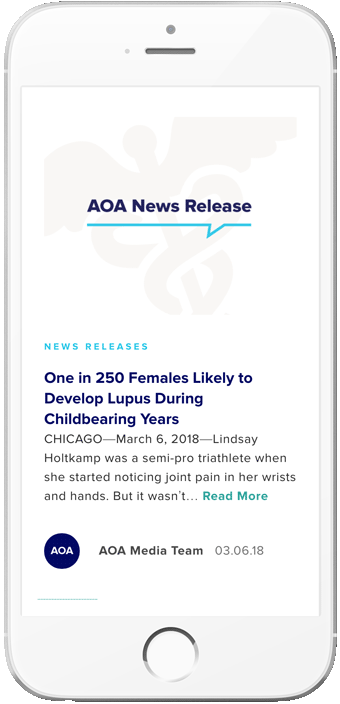 AOA News Release
NEWS RELEASES
One in 250 Females Likely to
Develop Lupus During
Childbearing Years
CHICAGO—March 6, 2018—Lindsay
Holtkamp was a semi-pro triathlete when
she started noticing joint pain in her wrists
and hands. But it wasn't… Read More
AOA AOA Media Team 03.06.18